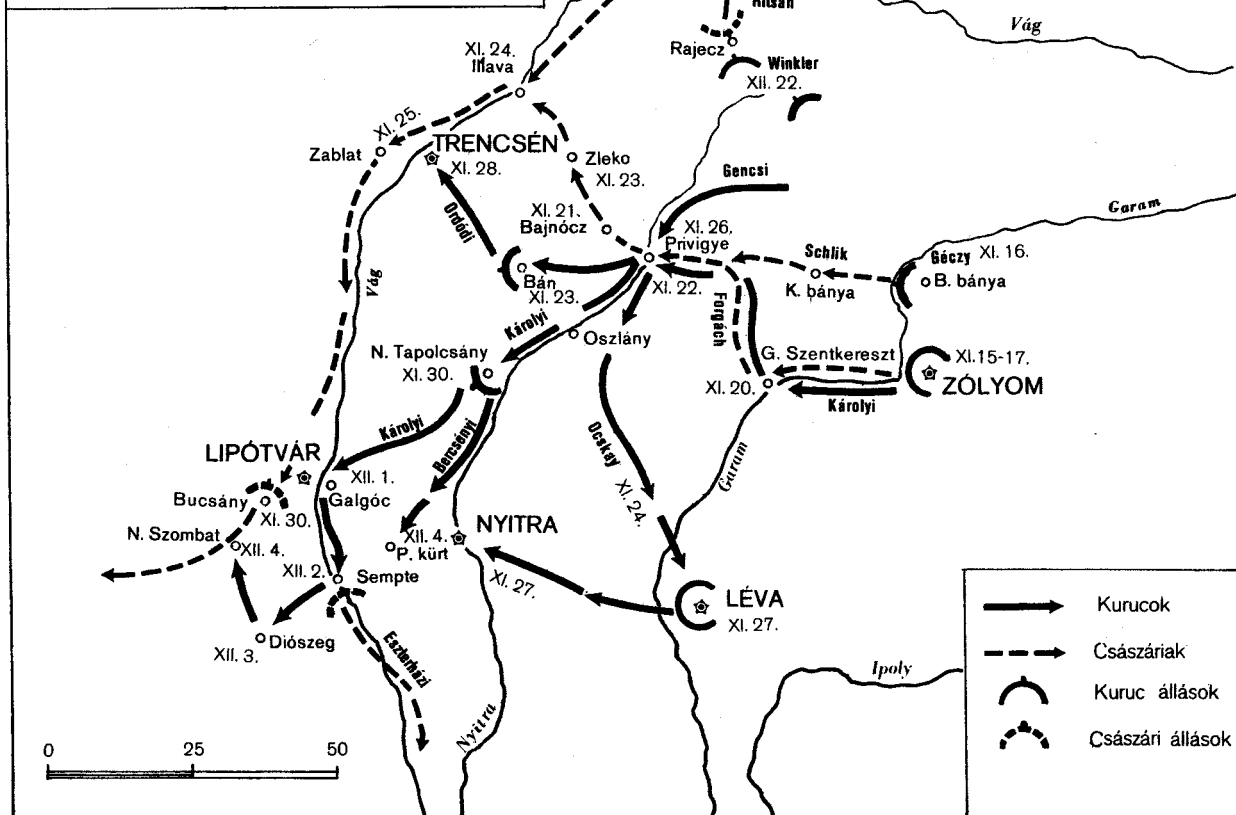 Vág
Rajecz
Winkler
XII. 22.
XI. 24.
Illava
XI. 25.
Zablat
TRENCSÉN
XI. 28.
Zleko
XI. 23.
Gencsi
Garam
Ordódi
XI. 21.
Bajnócz
XI. 26.
Privigye
Schlik
Géczy
XI. 16.
K. bánya
B. bánya
Bán
XI. 23.
XI. 22.
Vág
Károlyi
Forgách
Oszlány
G. Szentkereszt
XI. 15-17.
ZÓLYOM
N. Tapolcsány
XI. 30.
XI. 20.
Károlyi
Károlyi
Bercsényi
Ocskay
XI. 24.
Garam
LIPÓTVÁR
XII. 1.
Galgóc
Bucsány
XI. 30.
N. Szombat
XII. 4.
XII. 4.
P. kürt
NYITRA
XII. 2.
Sempte
XI. 27.
LÉVA
XI. 27.
Diószeg
XII. 3.
Eszterházi
Nyitra
Ipoly
Kurucok
Császáriak
Kuruc állások
Császári állások
0 25 50